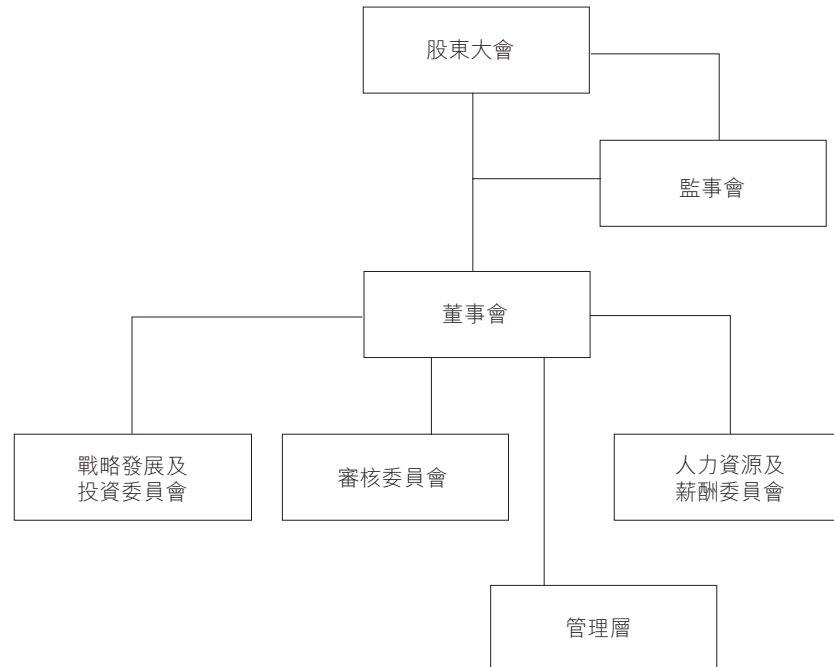 股東大會
監事會
董事會
戰略發展及
投資委員會
審核委員會
人力資源及
薪酬委員會
管理層